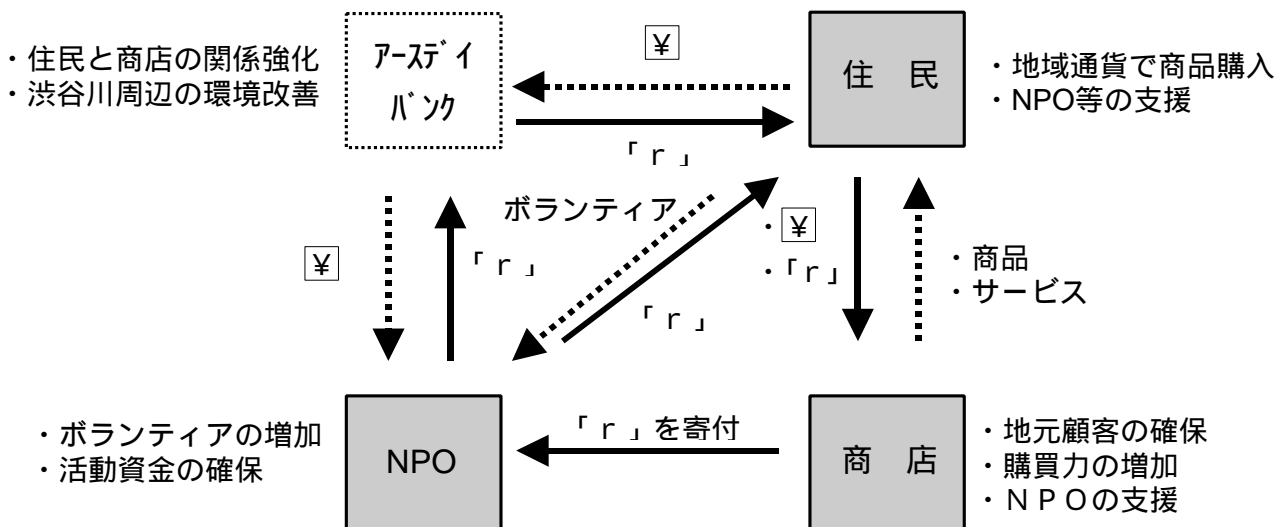 ・住民と商店の関係強化
・渋谷川周辺の環境改善
アースデイ
バンク
¥
「ｒ」
住　民
・地域通貨で商品購入
・NPO等の支援
¥
「ｒ」
ボランティア
「ｒ」
・¥
・「ｒ」
・商品
・サービス
・ボランティアの増加
・活動資金の確保
NPO
「ｒ」を寄付
商　店
・地元顧客の確保
・購買力の増加
・ＮＰＯの支援